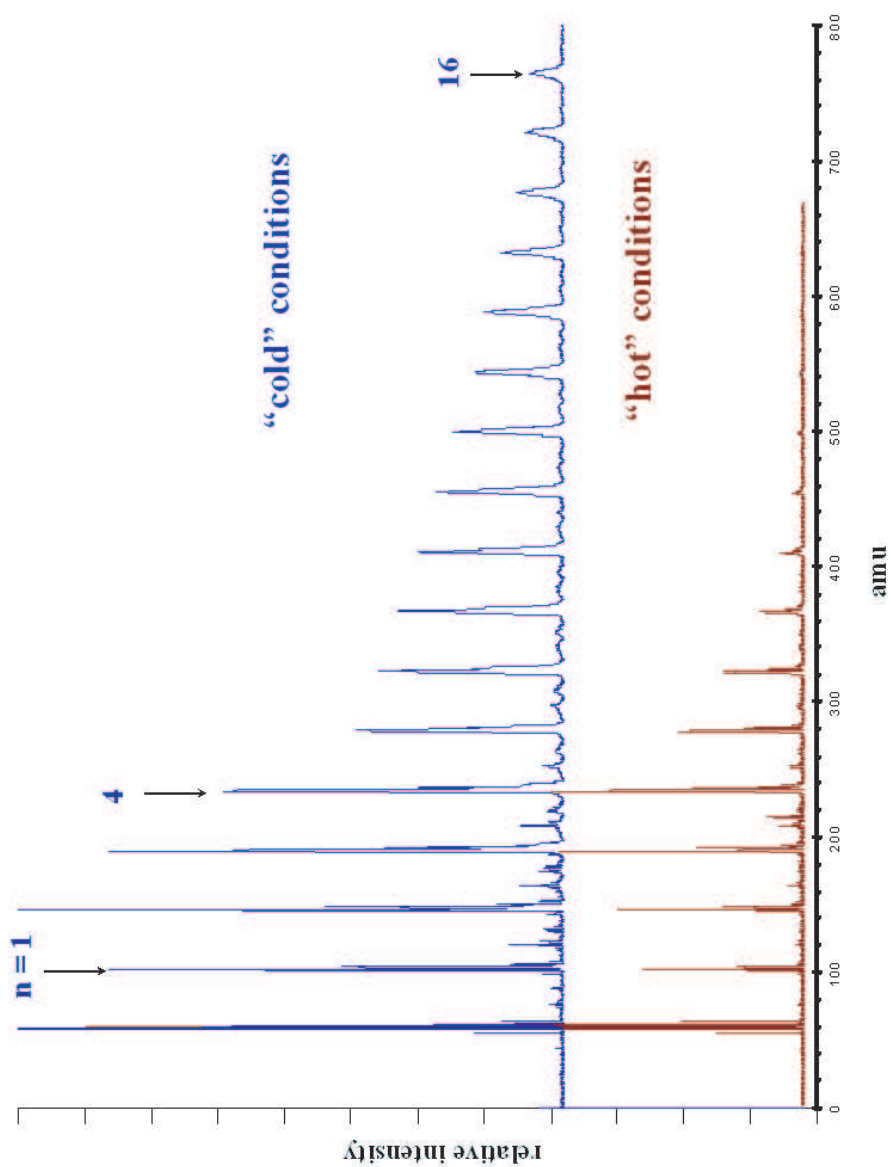 relative intensity
n = 1
4
16
“cold” conditions
“hot” conditions
0
100
200
300
400
500
600
700
800
amu